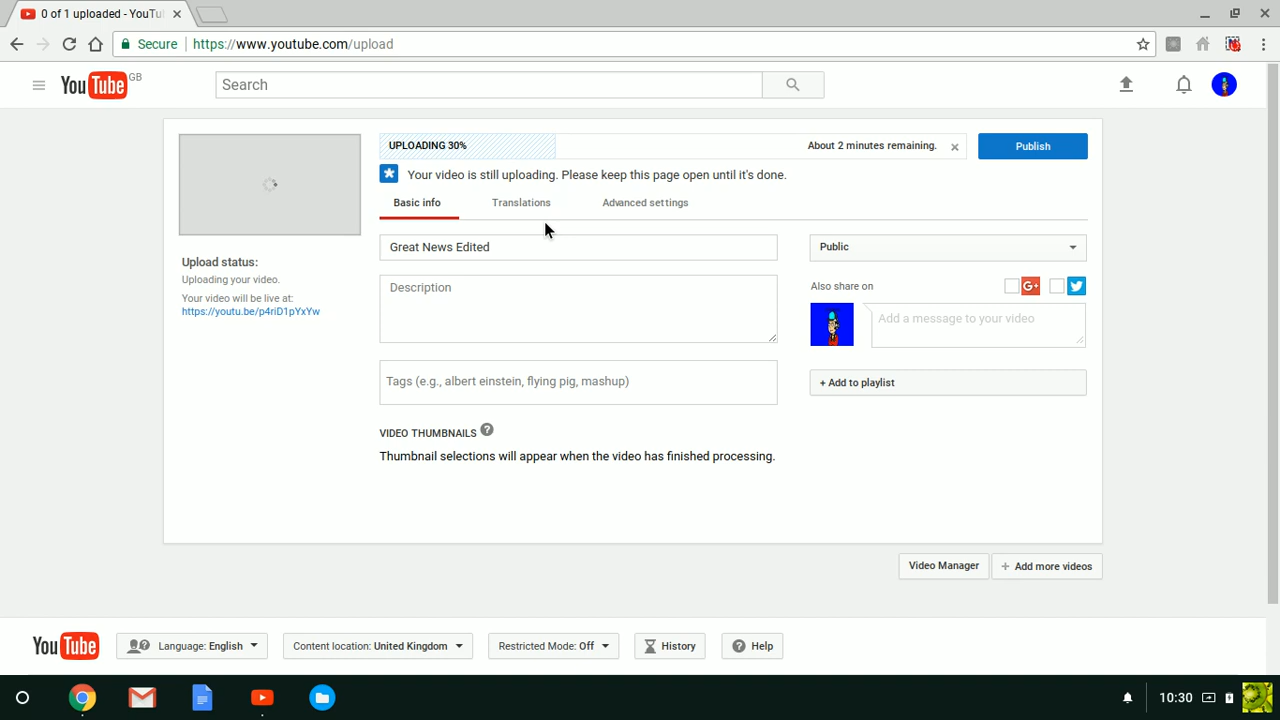 0 of 1 uploaded - YouTu
Secure
https://www.youtube.com/upload
YouTube GB
Search
UPLOADING 30%
About 2 minutes remaining.
Publish
Your video is still uploading. Please keep this page open until it's done.
Basic info
Translations
Advanced settings
Great News Edited
Public
Upload status:
Uploading your video.
Your video will be live at:
https://youtu.be/p4riD1pYxYw
Description
Also share on
G+
Add a message to your video
Tags (e.g., albert einstein, flying pig, mashup)
+ Add to playlist
VIDEO THUMBNAILS ?
Thumbnail selections will appear when the video has finished processing.
Video Manager
+ Add more videos
YouTube
Language: English
Content location: United Kingdom
Restricted Mode: Off
History
? Help
10:30